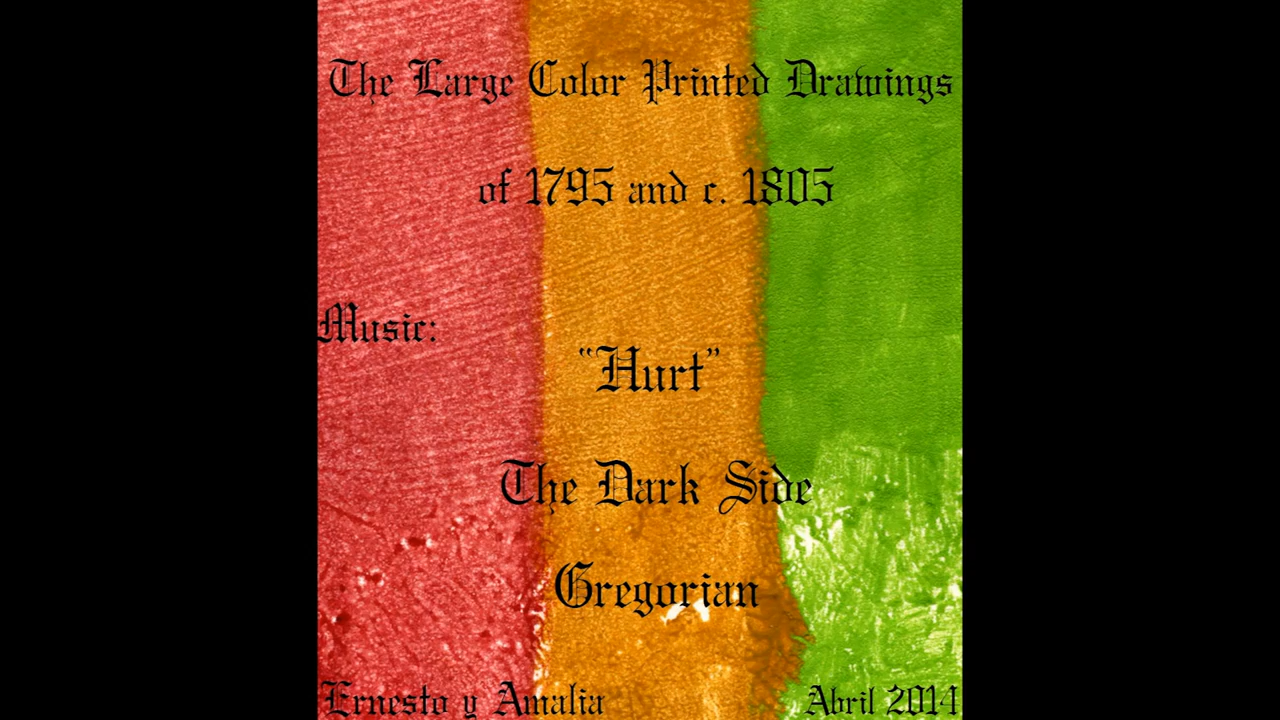 The Large Color Printed Drawings
of 1795 and c. 1805
Music:
“Hurt”
The Dark Side
Gregorian
Ernesto y Amalia Abril 2014